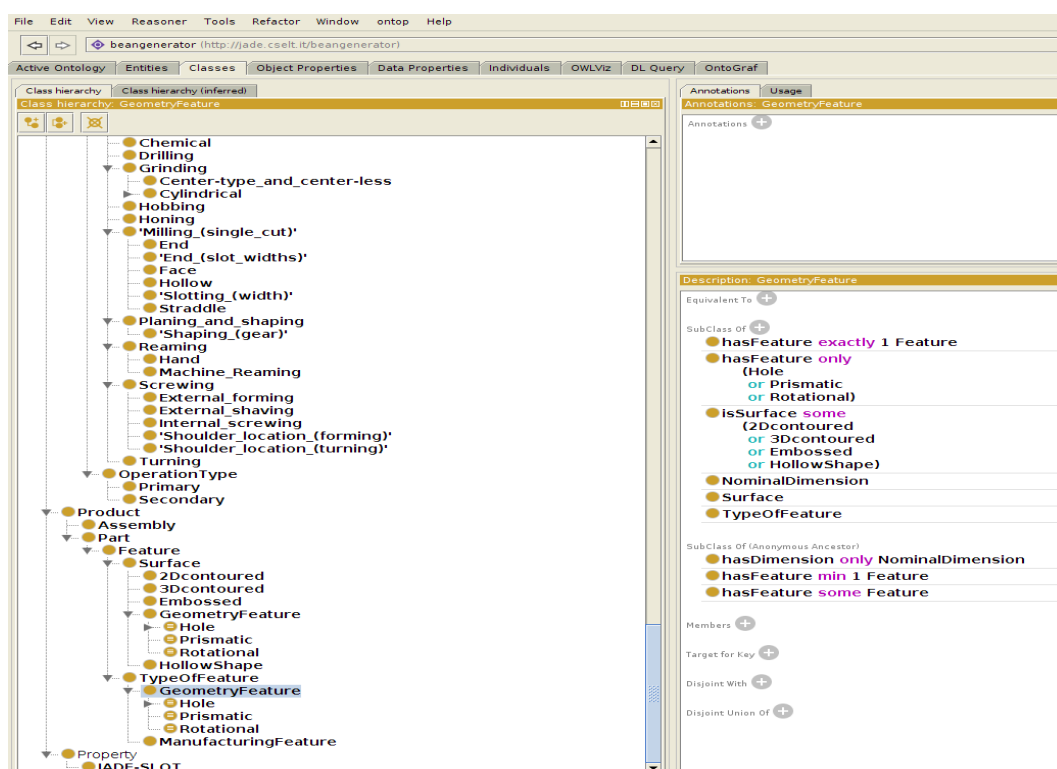 File Edit View Reasoner Tools Refactor Window ontop Help
beangenerator (http://jade.cselt.it/beangenerator)
Active Ontology Entities Classes Object Properties Data Properties Individuals OWLViz DL Query OntoGraf
Class hierarchy Class hierarchy (inferred)
Class hierarchy: GeometryFeature
Chemical
Drilling
Grinding
Center-type_and_center-less
Cylindrical
Hobbing
Honing
'Milling_(single_cut)'
End
'End_(slot_widths)'
Face
Hollow
'Slotting_(width)'
Straddle
Planing_and_shaping
'Shaping_(gear)'
Reaming
Hand
Machine_Reaming
Screwing
External_forming
External_shaving
Internal_screwing
'Shoulder_location_(forming)'
'Shoulder_location_(turning)'
Turning
OperationType
Primary
Secondary
Product
Assembly
Part
Feature
Surface
2Dcontoured
3Dcontoured
Embossed
GeometryFeature
Hole
Prismatic
Rotational
HollowShape
TypeOfFeature
GeometryFeature
Hole
Prismatic
Rotational
ManufacturingFeature
Property
JADE-SLOT
Annotations Usage
Annotations: GeometryFeature
Annotations
Description: GeometryFeature
Equivalent To
SubClass Of
hasFeature exactly 1 Feature
hasFeature only
(Hole
or Prismatic
or Rotational)
isSurface some
(2Dcontoured
or 3Dcontoured
or Embossed
or HollowShape)
NominalDimension
Surface
TypeOfFeature
SubClass Of (Anonymous Ancestor)
hasDimension only NominalDimension
hasFeature min 1 Feature
hasFeature some Feature
Members
Target for Key
Disjoint With
Disjoint Union Of